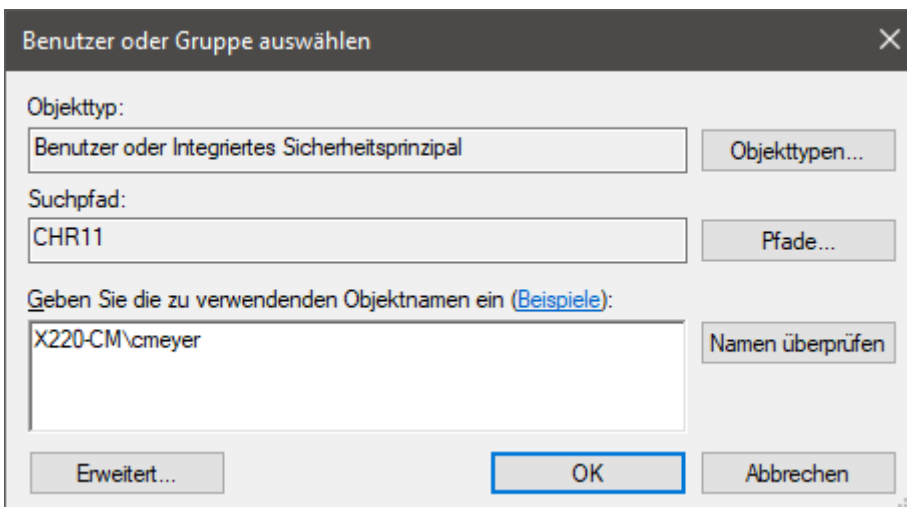 Benutzer oder Gruppe auswählen
Objekttyp:
Benutzer oder Integriertes Sicherheitsprinzipal
Objekttypen...
Suchpfad:
CHR11
Pfade...
Geben Sie die zu verwendenden Objektnamen ein (Beispiele):
X220-CM\cmeyer
Namen überprüfen
Erweitert...
OK
Abbrechen